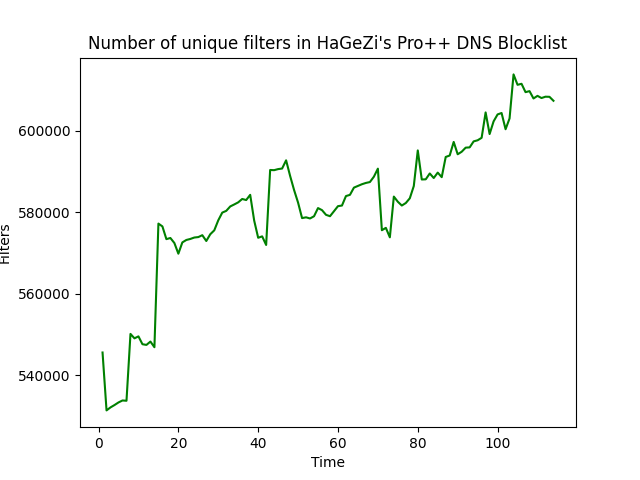 Number of unique filters in HaGeZi's Pro++ DNS Blocklist
Filters
600000
580000
560000
540000
0 20 40 60 80 100
Time